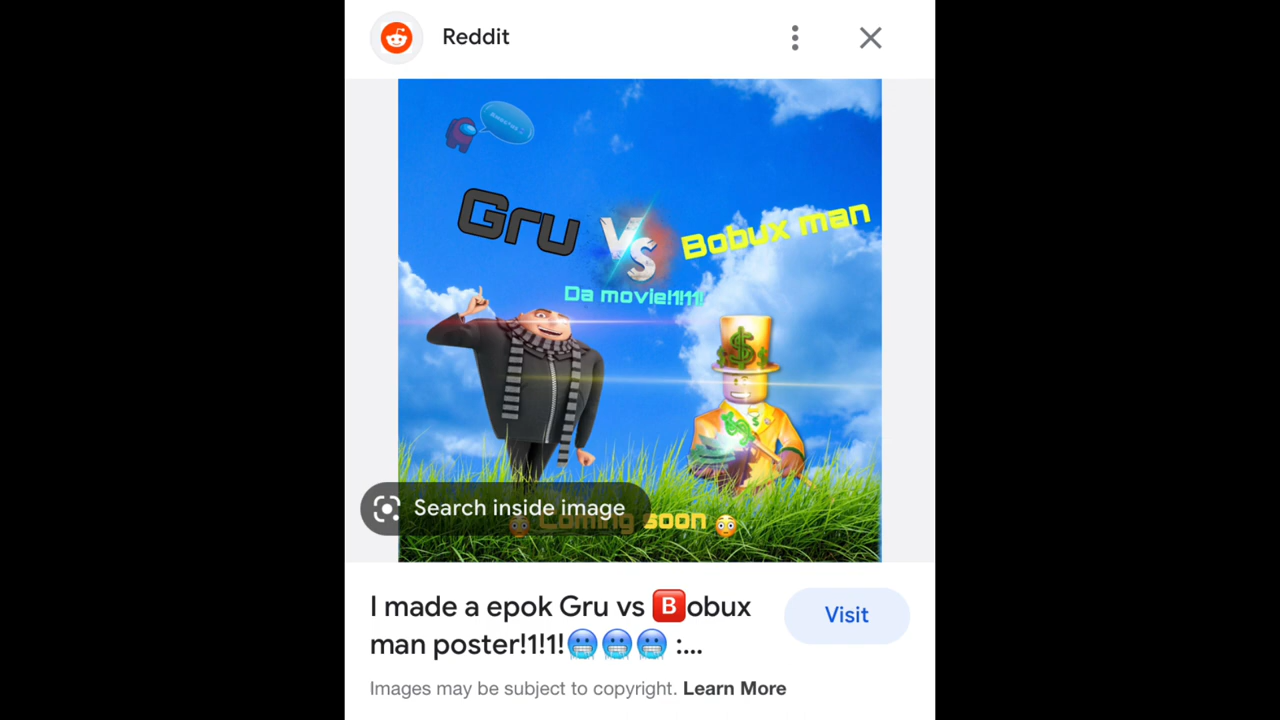 Reddit
Gru
Vs
Bobux man
Da movie!1!11!
$
Search inside image
Coming soon
I made a epok Gru vs 🅱obux
man poster!1!1!🥶🥶🥶 :...
Visit
Images may be subject to copyright. Learn More